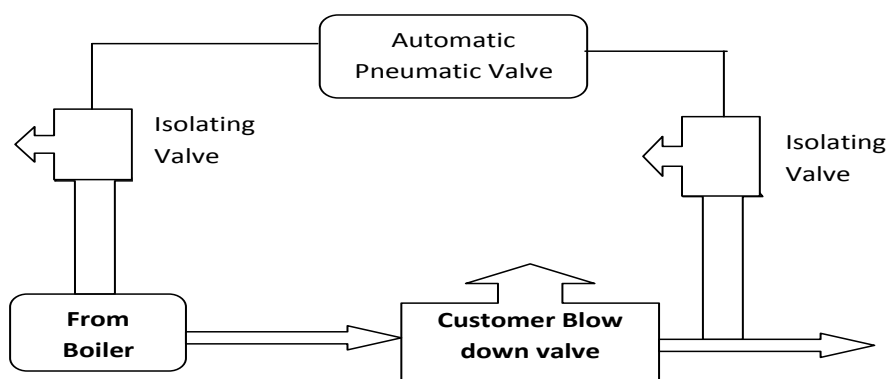 Automatic
Pneumatic Valve
Isolating
Valve
Isolating
Valve
From
Boiler
Customer Blow
down valve